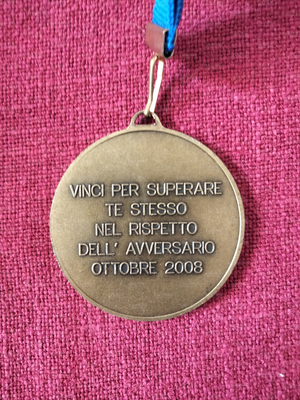 VINCI PER SUPERARE
TE STESSO
NEL RISPETTO
DELL' AVVERSARIO
OTTOBRE 2008